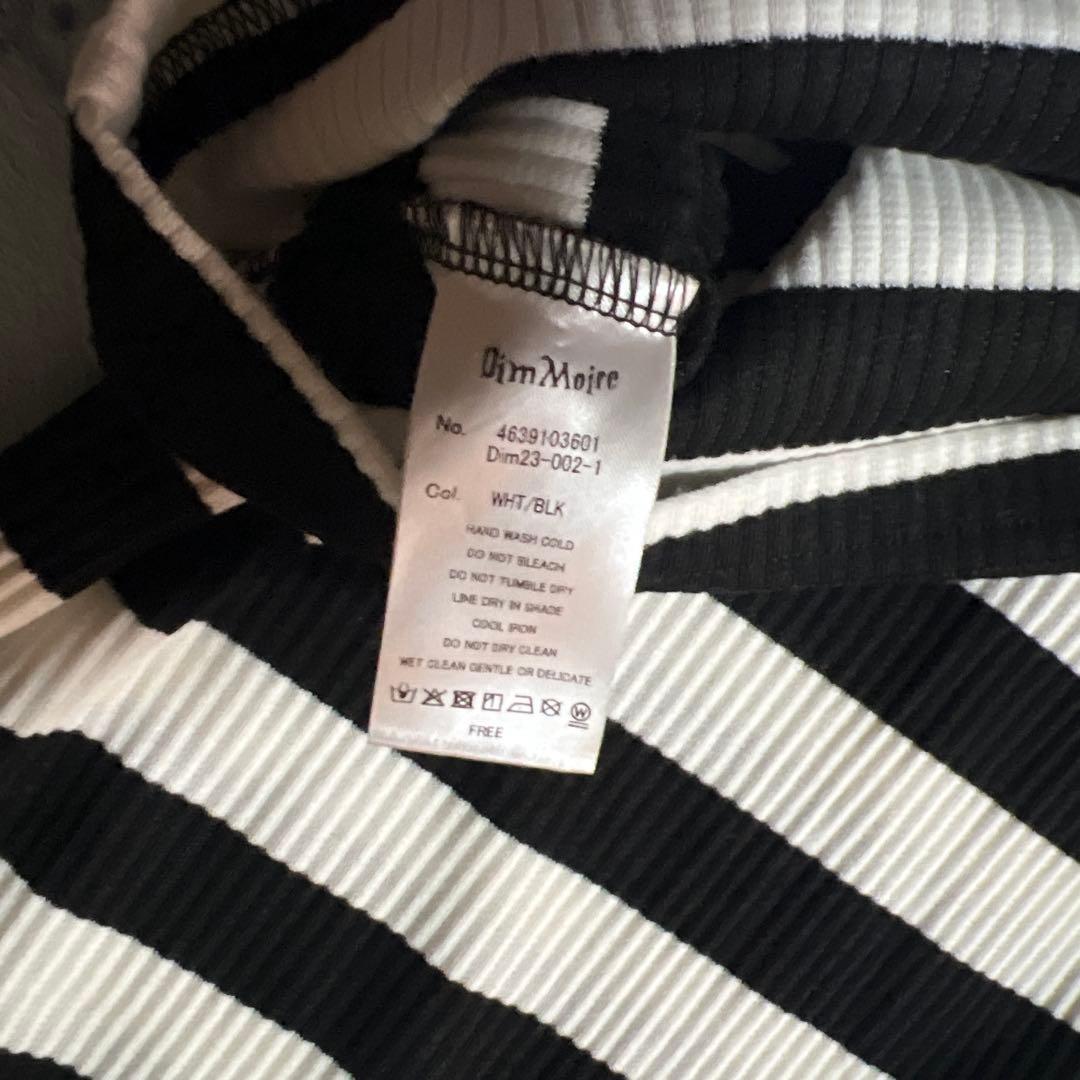 Dim Moire
No. 4639103601
Dim23-002-1
Col. WHT/BLK
HAND WASH COLD
DO NOT BLEACH
DO NOT TUMBLE DRY
LINE DRY IN SHADE
COOL IRON
DO NOT DRY CLEAN
WET CLEAN GENTLE OR DELICATE
W
FREE